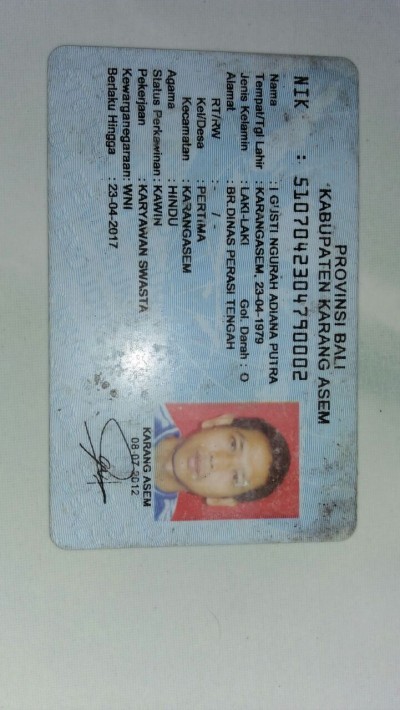 PROVINSI BALI
KABUPATEN KARANG ASEM
NIK : 5107042304790002
Nama : I GUSTI NGURAH ADIANA PUTRA
Tempat/Tgl Lahir : KARANGASEM, 23-04-1979
Jenis Kelamin : LAKI-LAKI Gol. Darah : O
Alamat : BR.DINAS PERASI TENGAH
RT/RW : - / -
Kel/Desa : PERTIMA
Kecamatan : KARANGASEM
Agama : HINDU
Status Perkawinan : KAWIN
Pekerjaan : KARYAWAN SWASTA
Kewarganegaraan: WNI
Berlaku Hingga : 23-04-2017
KARANG ASEM
08-07-2012